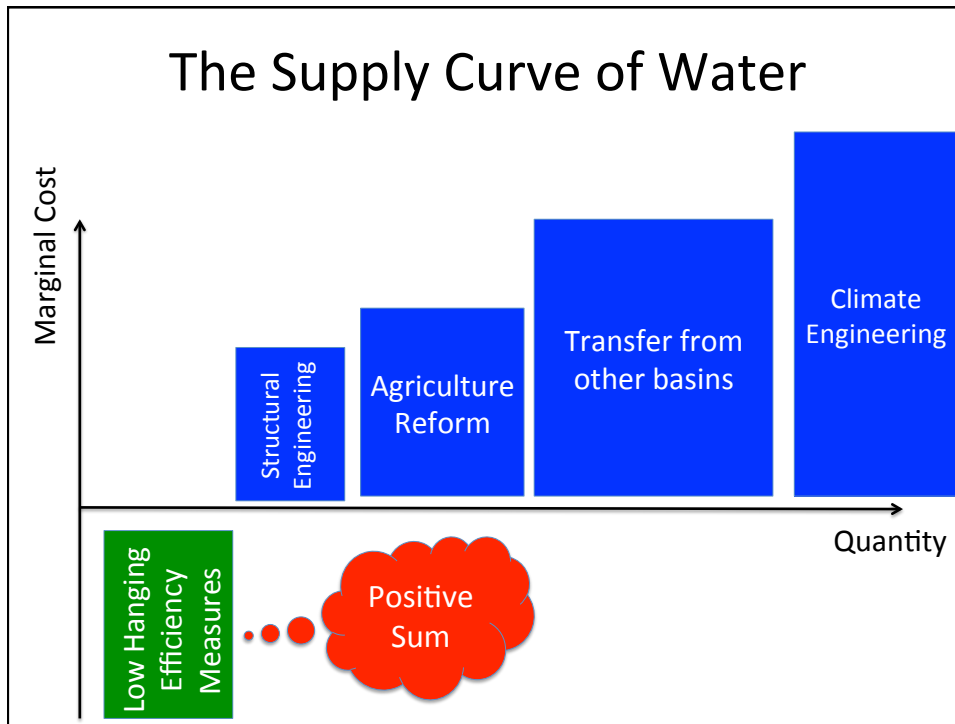 The Supply Curve of Water
Marginal Cost
Structural
Engineering
Agriculture
Reform
Transfer from
other basins
Climate
Engineering
Quantity
Low Hanging
Efficiency
Measures
Positive
Sum